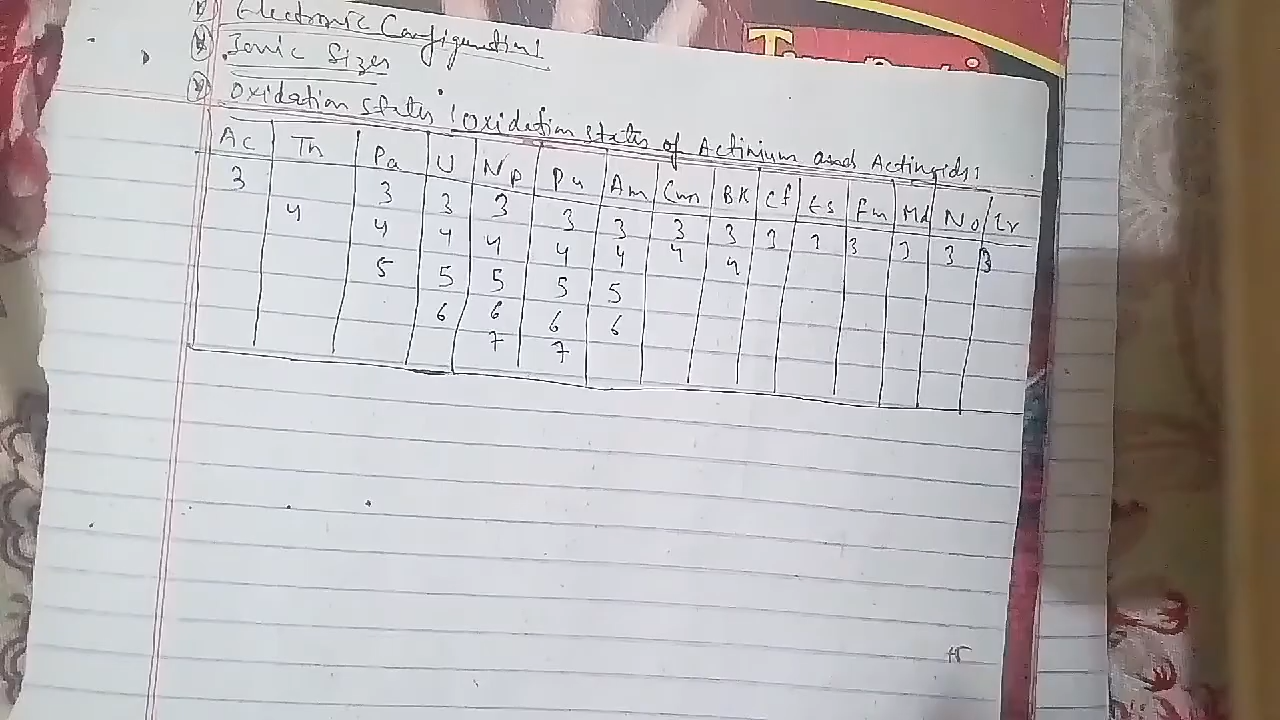 Electronic Configuration!
Ionic Sizes
Oxidation states: Oxidation states of Actinium and Actinoids:
Ac Th Pa U Np Pu Am Cm BK Cf Es Fm Md No Lr
3 3 3 3 3 3 3 3 3 3 3 3 3 3
4 4 4 4 4 4 4 4
5 5 5 5 5
6 6 6 6
7 7